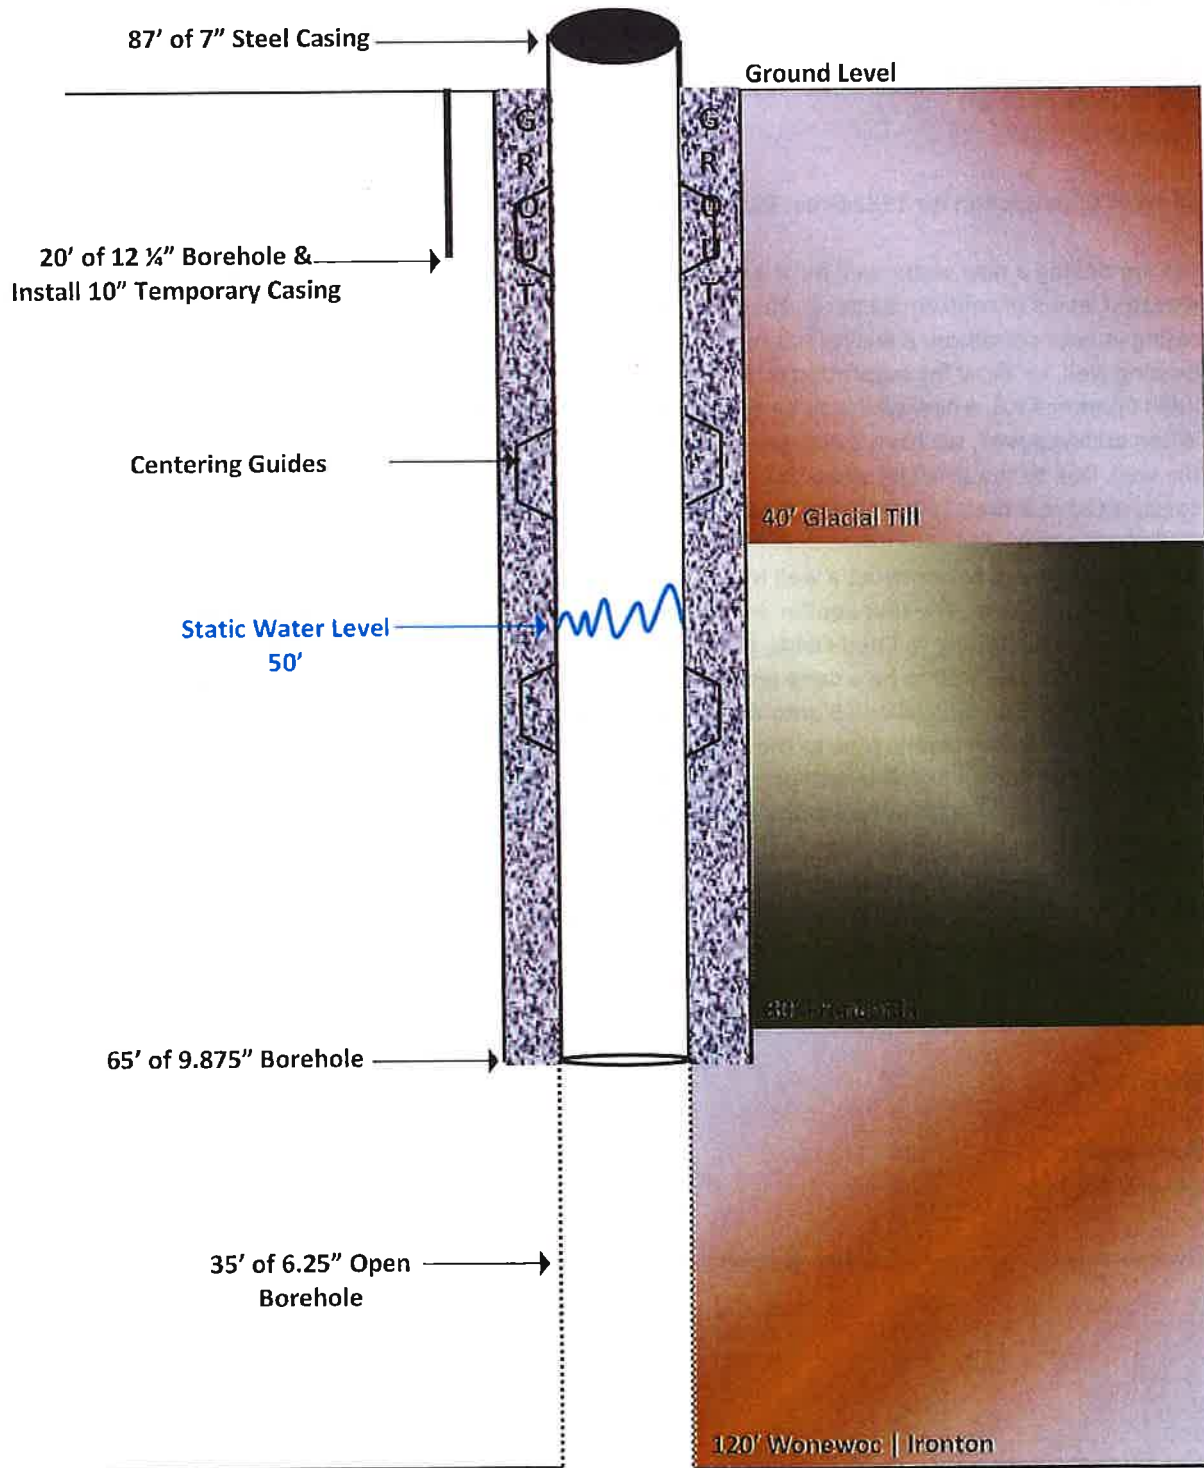 87’ of 7” Steel Casing
Ground Level
G
R
O
U
T
G
R
O
U
T
20’ of 12 ¼” Borehole &
Install 10” Temporary Casing
Centering Guides
40’ Glacial Till
Static Water Level
50’
80’
65’ of 9.875” Borehole
35’ of 6.25” Open
Borehole
120’ Wonewoc | Ironton